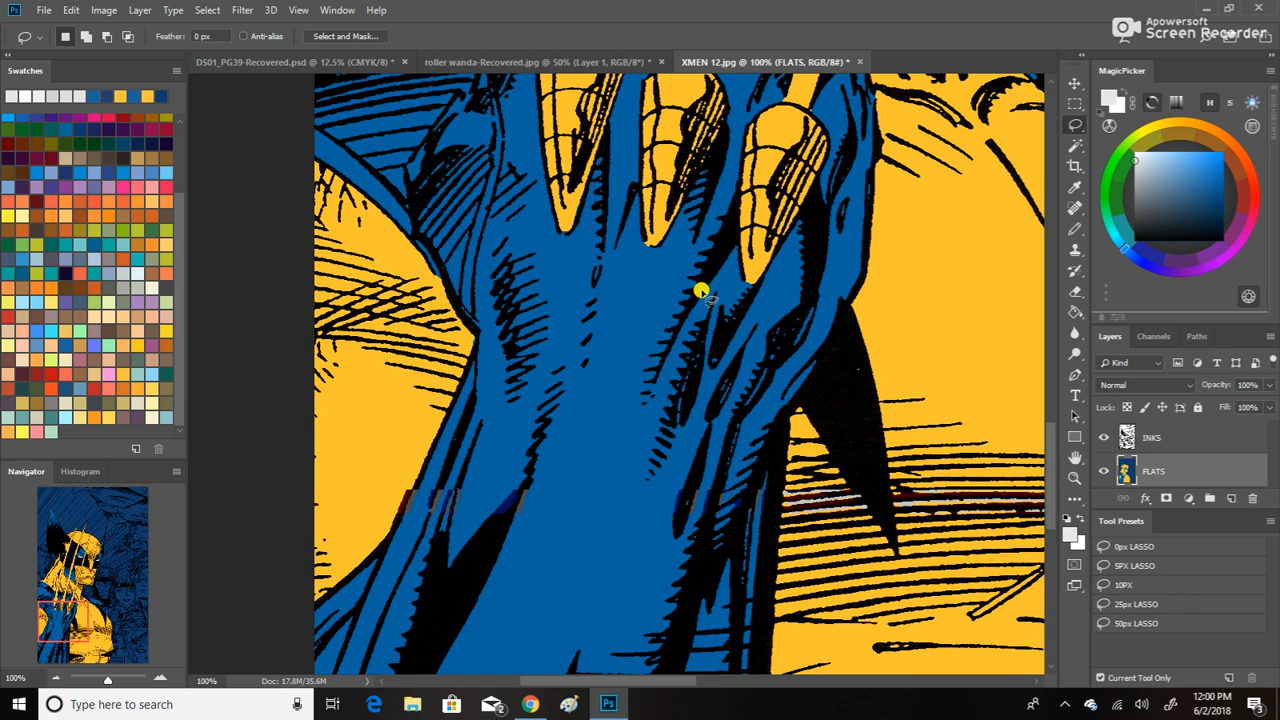 Ps File Edit Image Layer Type Select Filter 3D View Window Help
Apowersoft
Screen Recorder
Feather: 0 px Anti-alias Select and Mask...
DS01_PG39-Recovered.psd @ 12.5% (CMYK/8) * × roller wanda-Recovered.jpg @ 50% (Layer 1, RGB/8*) × XMEN 12.jpg @ 100% (FLATS, RGB/8#) * ×
Swatches
MagicPicker
H S
Layers Channels Paths
Kind
Normal Opacity: 100%
Lock: Fill: 100%
INKS
FLATS
fx
Tool Presets
0px LASSO
5PX LASSO
10PX
25px LASSO
50px LASSO
Current Tool Only
Navigator Histogram
100%
100% Doc: 17.8M/35.6M
Type here to search
2
Ps
12:00 PM
6/2/2018
3